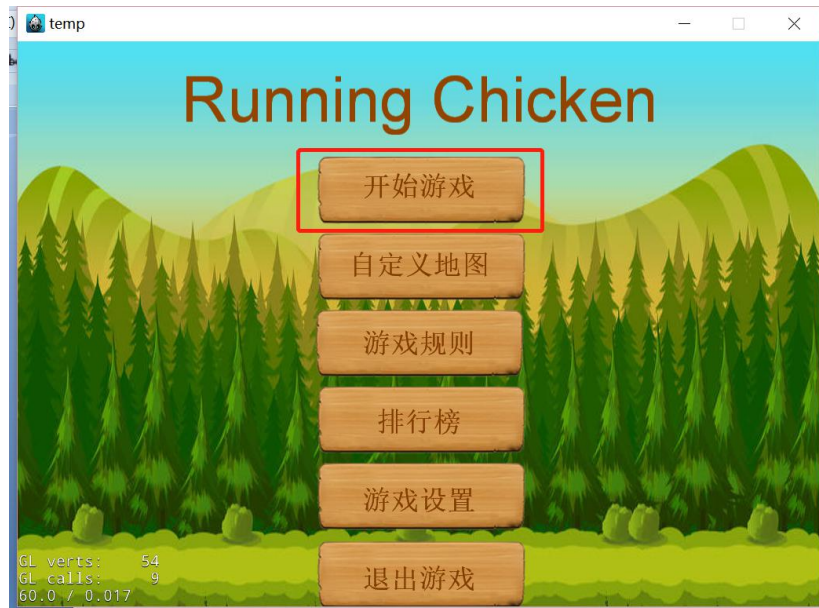 temp
Running Chicken
开始游戏
自定义地图
游戏规则
排行榜
游戏设置
退出游戏
GL verts: 54
GL calls: 9
60.0 / 0.017